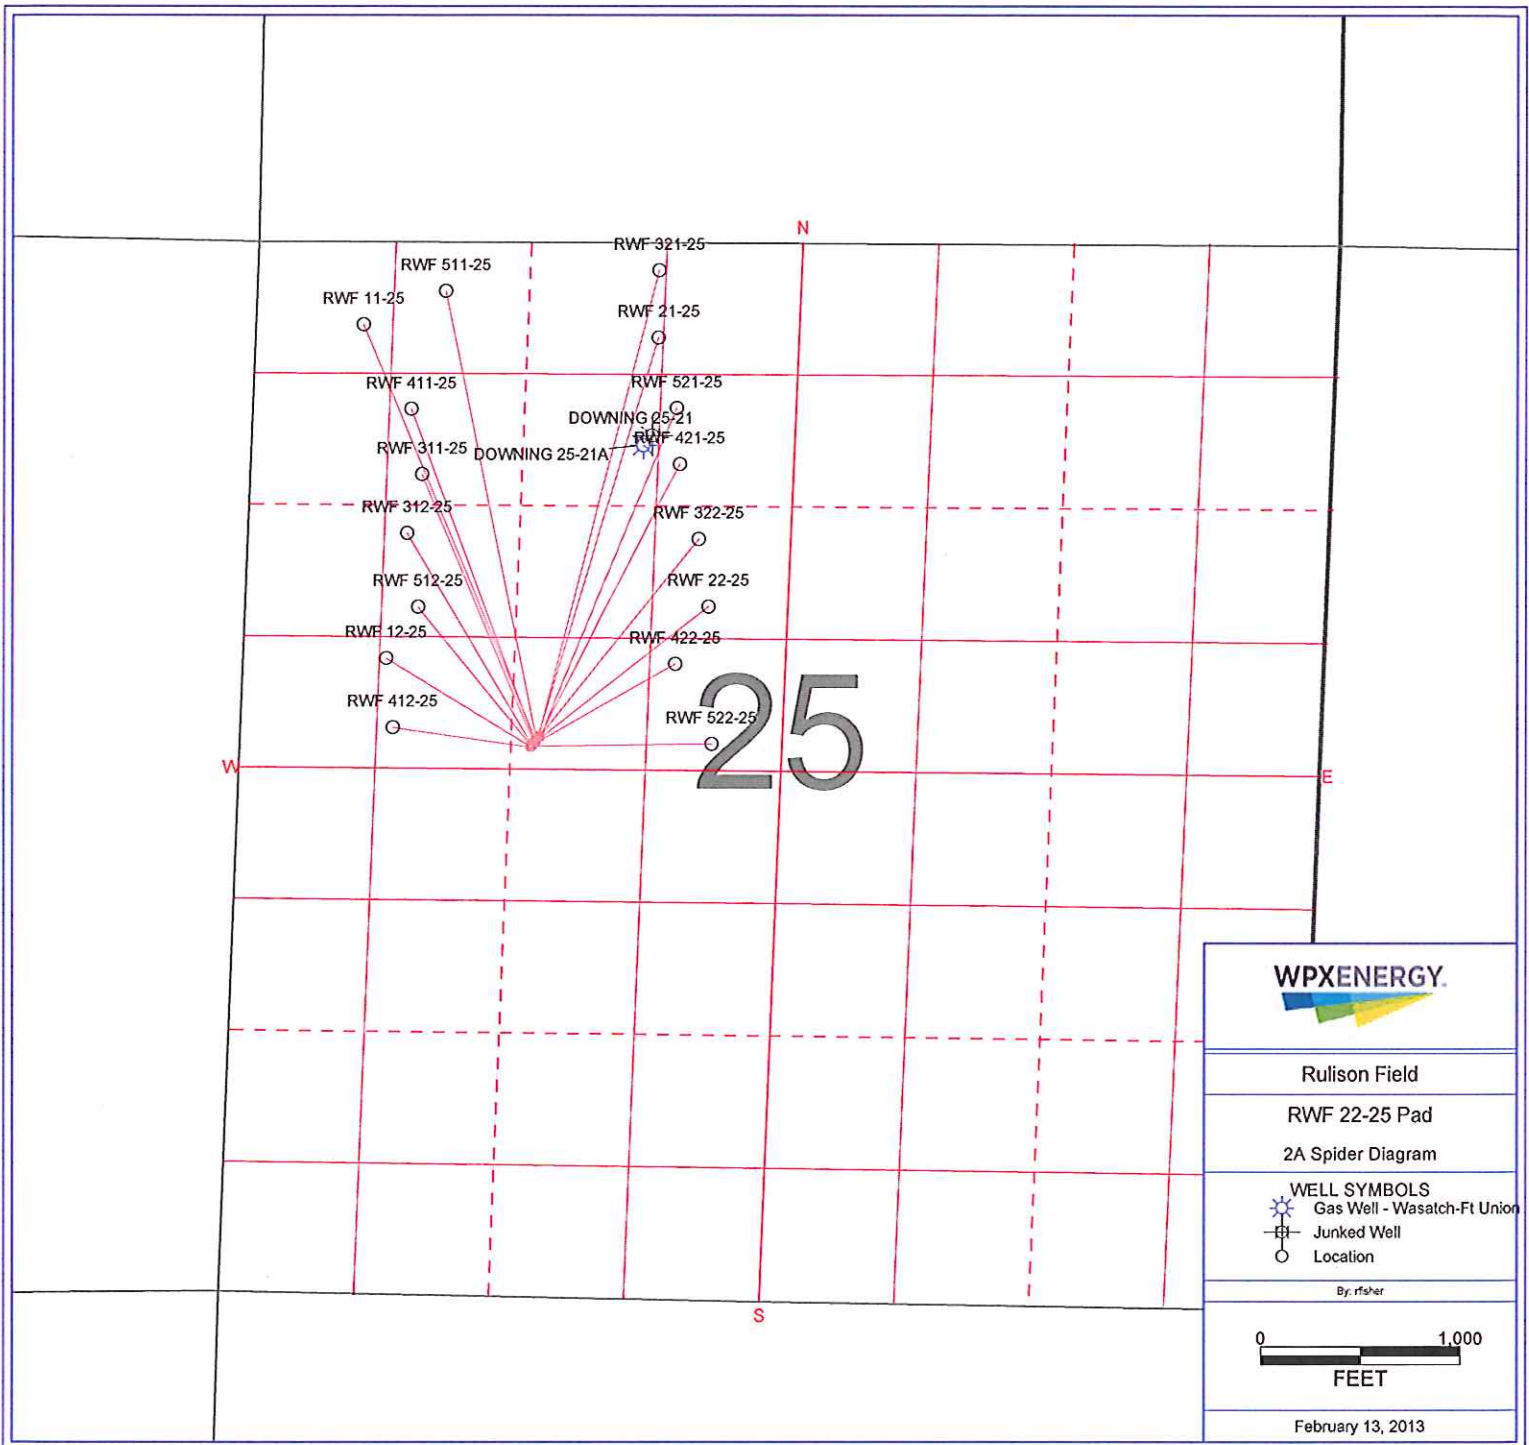 N
RWF 321-25
RWF 511-25
RWF 11-25
RWF 21-25
RWF 411-25
RWF 521-25
DOWNING 25-21
RWF 421-25
RWF 311-25
DOWNING 25-21A
RWF 312-25
RWF 322-25
RWF 512-25
RWF 22-25
RWF 12-25
RWF 422-25
RWF 412-25
RWF 522-25
25
W
E
S
WPXENERGY.
Rulison Field
RWF 22-25 Pad
2A Spider Diagram
WELL SYMBOLS
Gas Well - Wasatch-Ft Union
Junked Well
Location
By: rfisher
0 1,000
FEET
February 13, 2013